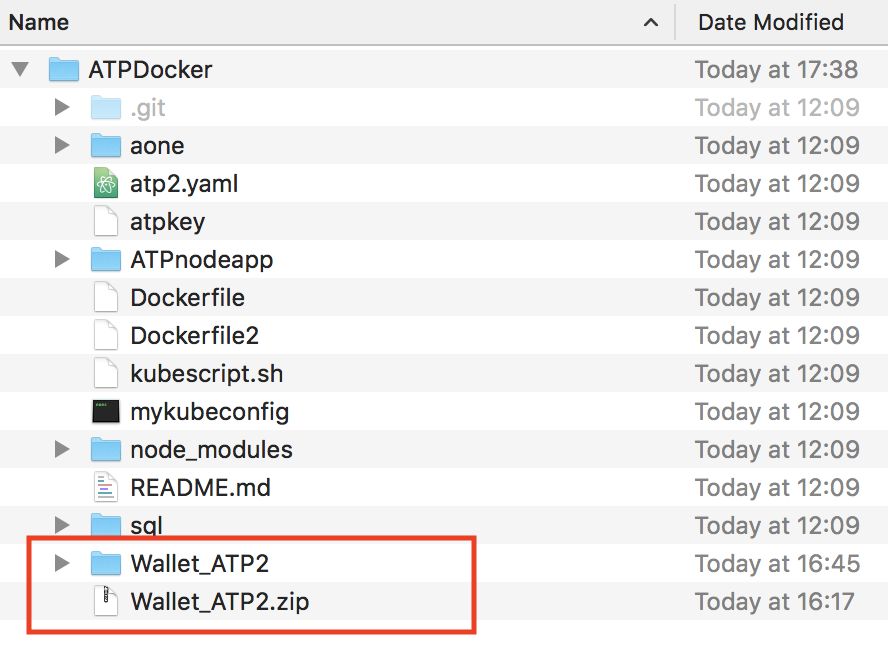 Name Date Modified
ATPDocker Today at 17:38
.git Today at 12:09
aone Today at 12:09
atp2.yaml Today at 12:09
atpkey Today at 12:09
ATPnodeapp Today at 12:09
Dockerfile Today at 12:09
Dockerfile2 Today at 12:09
kubescript.sh Today at 12:09
mykubeconfig Today at 12:09
node_modules Today at 12:09
README.md Today at 12:09
sql Today at 12:09
Wallet_ATP2 Today at 16:45
Wallet_ATP2.zip Today at 16:17